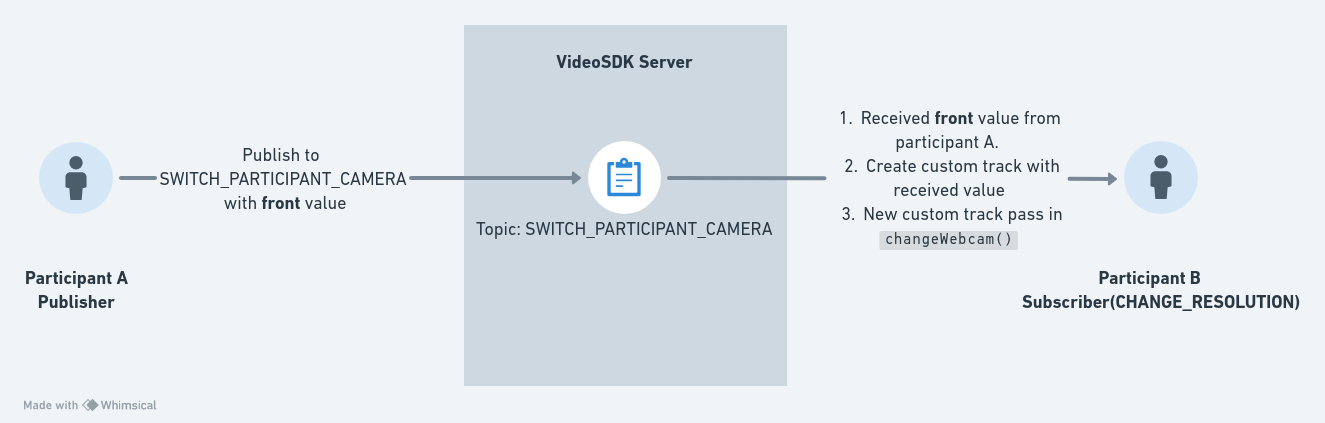 VideoSDK Server
Publish to
SWITCH_PARTICIPANT_CAMERA
with front value
Topic: SWITCH_PARTICIPANT_CAMERA
1. Received front value from
participant A.
2. Create custom track with
received value
3. New custom track pass in
changeWebcam()
Participant A
Publisher
Participant B
Subscriber(CHANGE_RESOLUTION)
Made with Whimsical